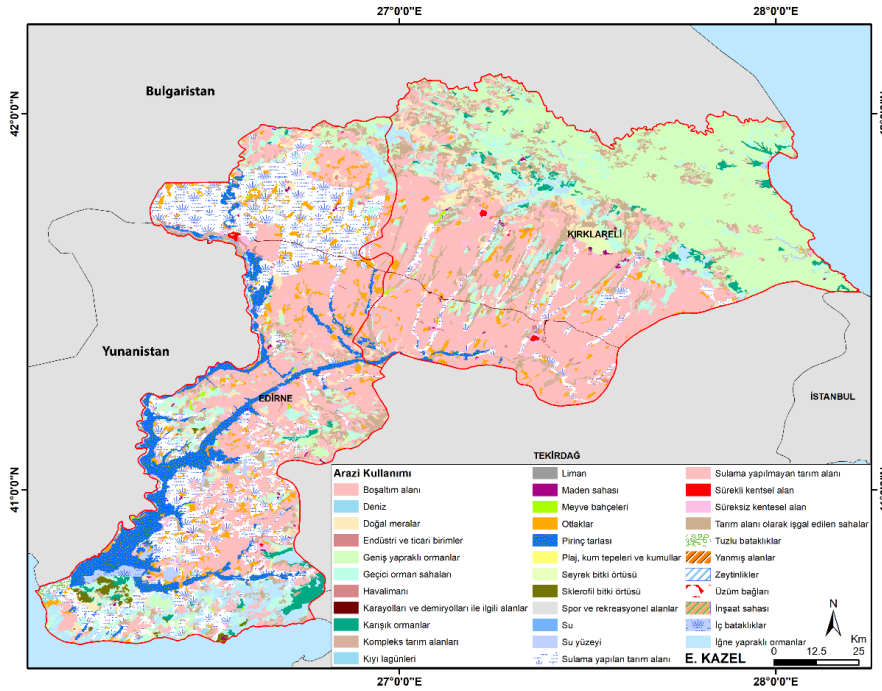 27°0'0"E
28°0'0"E
42°0'0"N
Bulgaristan
KIRKLARELİ
Yunanistan
EDİRNE
İSTANBUL
TEKİRDAĞ
41°0'0"N
Arazi Kullanımı
Boşaltım alanı
Deniz
Doğal meralar
Endüstri ve ticari birimler
Geniş yapraklı ormanlar
Geçici orman sahaları
Havalimanı
Karayolları ve demiryolları ile ilgili alanlar
Karışık ormanlar
Kompleks tarım alanları
Kıyı lagünleri
Liman
Maden sahası
Meyve bahçeleri
Otlaklar
Pirinç tarlası
Plaj, kum tepeleri ve kumullar
Seyrek bitki örtüsü
Sklerofil bitki örtüsü
Spor ve rekreasyonel alanlar
Su
Su yüzeyi
Sulama yapılan tarım alanı
Sulama yapılmayan tarım alanı
Sürekli kentsel alan
Süreksiz kentesel alan
Tarım alanı olarak işgal edilen sahalar
Tuzlu bataklıklar
Yanmış alanlar
Zeytinlikler
Üzüm bağları
İnşaat sahası
İç bataklıklar
İğne yapraklı ormanlar
N
Km
E. KAZEL
0 12.5 25
27°0'0"E
28°0'0"E